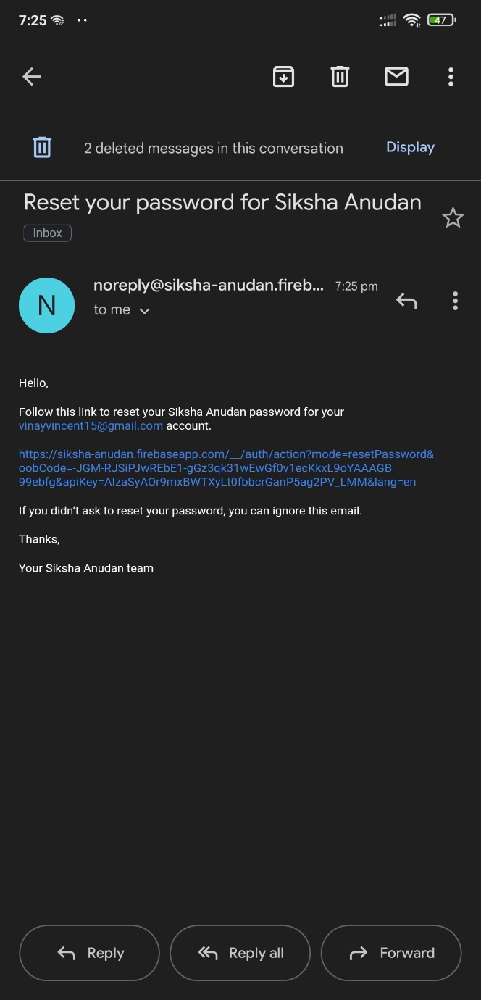 7:25
47
2 deleted messages in this conversation Display
Reset your password for Siksha Anudan
Inbox
N
noreply@siksha-anudan.fireb... 7:25 pm
to me
Hello,
Follow this link to reset your Siksha Anudan password for your
vinayvincent15@gmail.com account.
https://siksha-anudan.firebaseapp.com/__/auth/action?mode=resetPassword&
oobCode=-JGM-RJSiPJwREbE1-gGz3qk31wEwGf0v1ecKkxL9oYAAAGB
99ebfg&apiKey=AIzaSyAOr9mxBWTXyLt0fbbcrGanP5ag2PV_LMM&lang=en
If you didn’t ask to reset your password, you can ignore this email.
Thanks,
Your Siksha Anudan team
Reply Reply all Forward